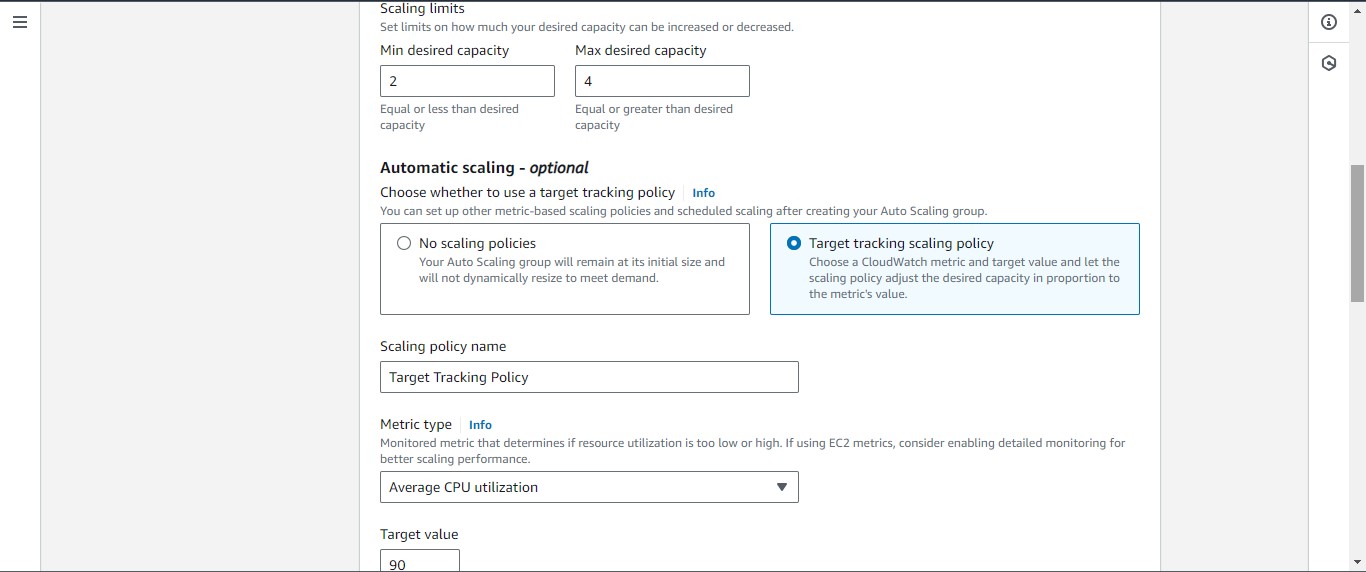 Scaling limits
Set limits on how much your desired capacity can be increased or decreased.
Min desired capacity
Max desired capacity
2
4
Equal or less than desired
capacity
Equal or greater than desired
capacity
Automatic scaling - optional
Choose whether to use a target tracking policy Info
You can set up other metric-based scaling policies and scheduled scaling after creating your Auto Scaling group.
No scaling policies
Your Auto Scaling group will remain at its initial size and
will not dynamically resize to meet demand.
Target tracking scaling policy
Choose a CloudWatch metric and target value and let the
scaling policy adjust the desired capacity in proportion to
the metric's value.
Scaling policy name
Target Tracking Policy
Metric type Info
Monitored metric that determines if resource utilization is too low or high. If using EC2 metrics, consider enabling detailed monitoring for
better scaling performance.
Average CPU utilization
Target value
90